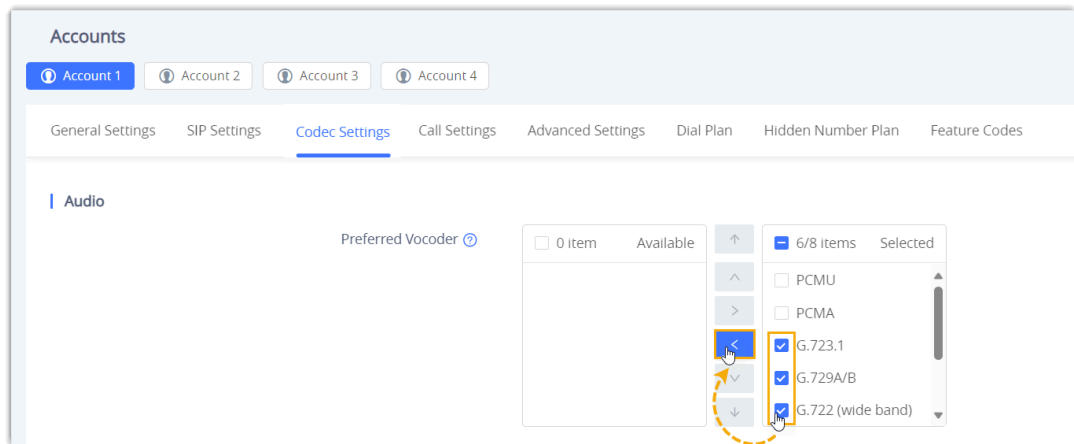 Accounts
Account 1 Account 2 Account 3 Account 4
General Settings SIP Settings Codec Settings Call Settings Advanced Settings Dial Plan Hidden Number Plan Feature Codes
Audio
Preferred Vocoder ?
0 item Available
6/8 items Selected
PCMU
PCMA
G.723.1
G.729A/B
G.722 (wide band)